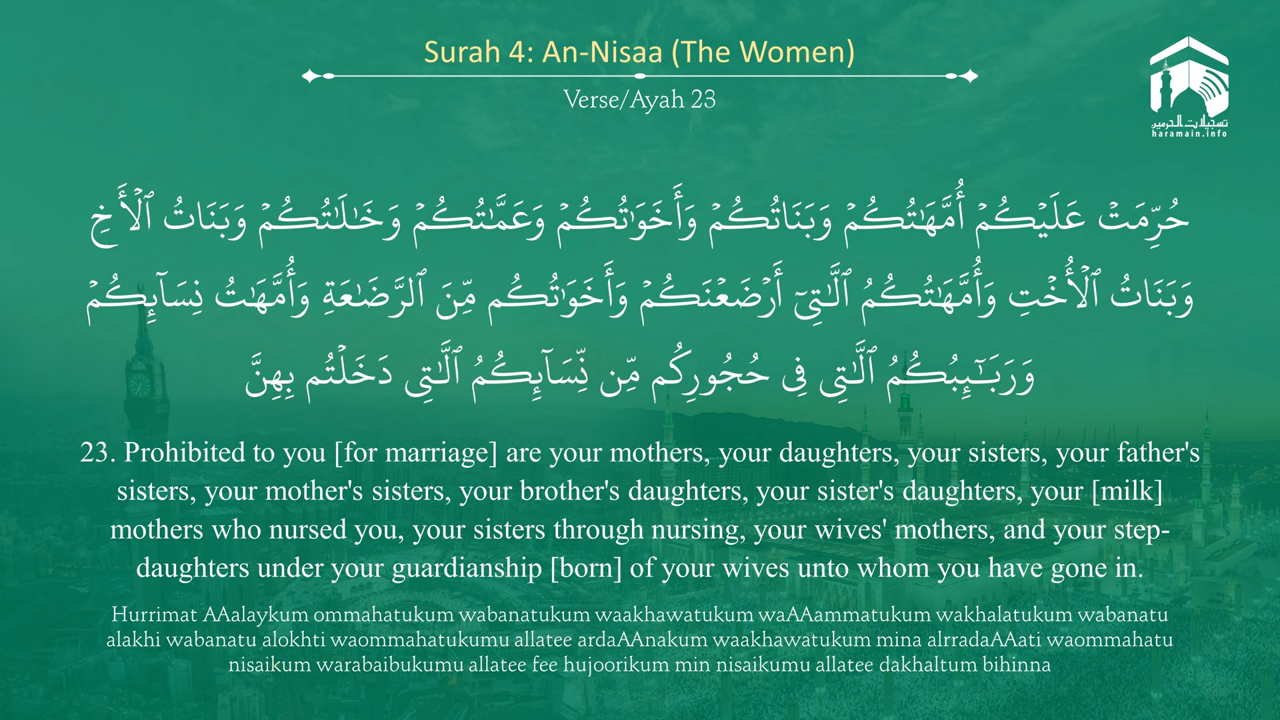 Surah 4: An-Nisaa (The Women)
Verse/Ayah 23
تسجيلات الحرمين
haramain.info
حُرِّمَتۡ عَلَيۡكُمۡ أُمَّهَٰتُكُمۡ وَبَنَاتُكُمۡ وَأَخَوَٰتُكُمۡ وَعَمَّٰتُكُمۡ وَخَٰلَٰتُكُمۡ وَبَنَاتُ ٱلۡأَخِ
وَبَنَاتُ ٱلۡأُخۡتِ وَأُمَّهَٰتُكُمُ ٱلَّٰتِيٓ أَرۡضَعۡنَكُمۡ وَأَخَوَٰتُكُم مِّنَ ٱلرَّضَٰعَةِ وَأُمَّهَٰتُ نِسَآئِكُمۡ
وَرَبَٰٓئِبُكُمُ ٱلَّٰتِي فِي حُجُورِكُم مِّن نِّسَآئِكُمُ ٱلَّٰتِي دَخَلۡتُم بِهِنَّ
23. Prohibited to you [for marriage] are your mothers, your daughters, your sisters, your father's
sisters, your mother's sisters, your brother's daughters, your sister's daughters, your [milk]
mothers who nursed you, your sisters through nursing, your wives' mothers, and your step-
daughters under your guardianship [born] of your wives unto whom you have gone in.
Hurrimat AAalaykum ommahatukum wabanatukum waakhawatukum waAAammatukum wakhalatukum wabanatu
alakhi wabanatu alokhti waommahatukumu allatee ardaAAnakum waakhawatukum mina alrradaAAati waommahatu
nisaikum warabaibukumu allatee fee hujoorikum min nisaikumu allatee dakhaltum bihinna